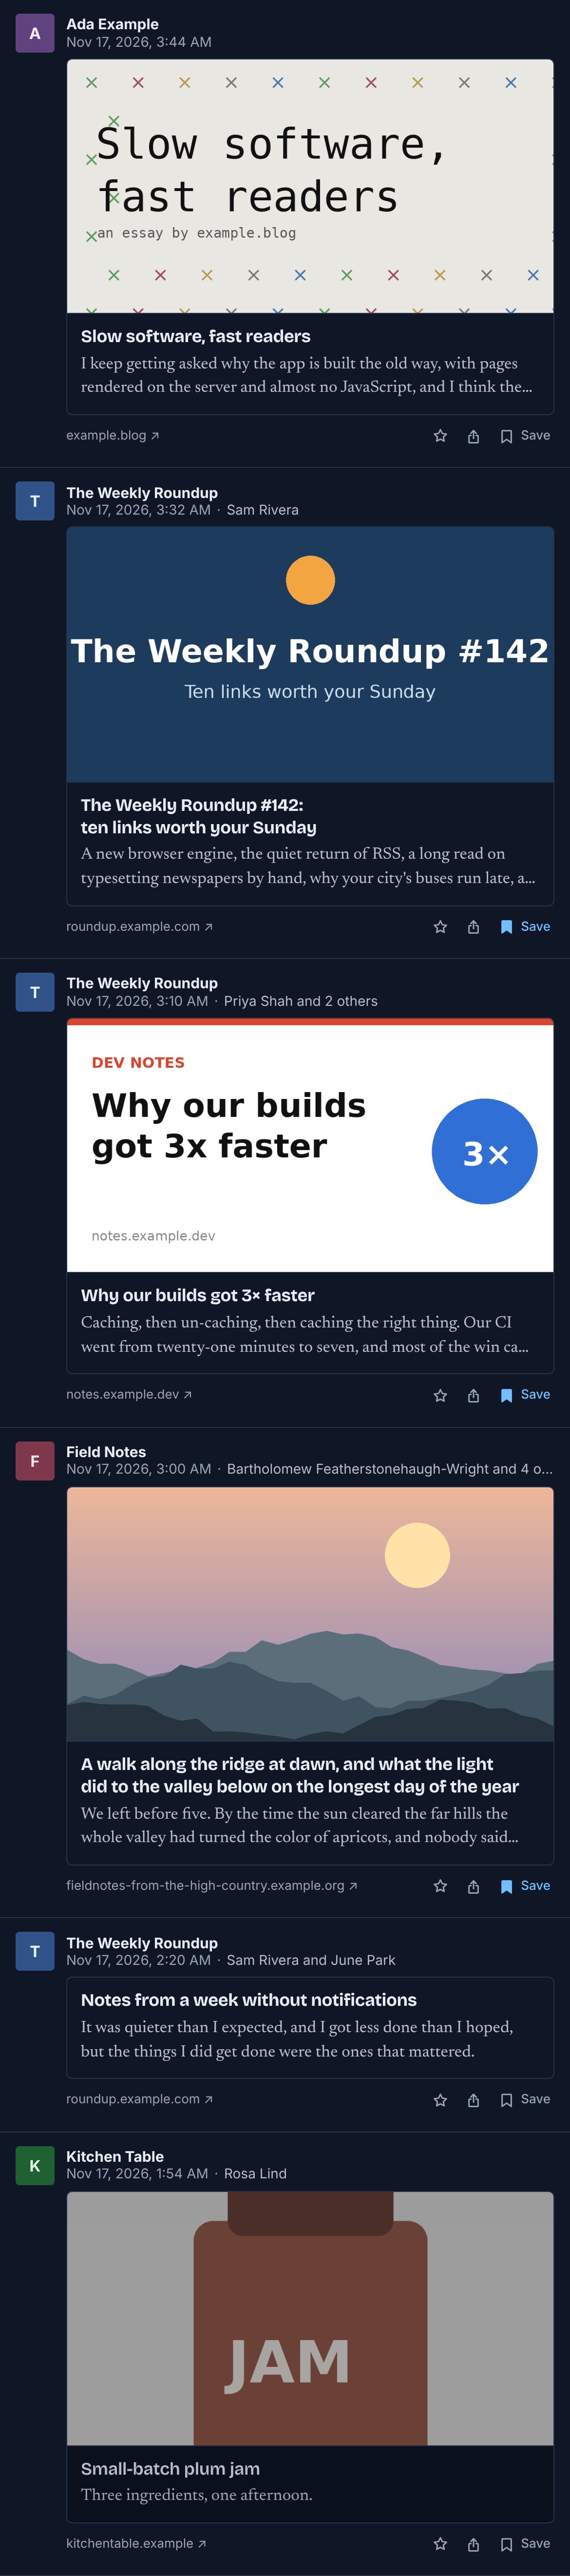 A
Ada Example
Nov 17, 2026, 3:44 AM
Slow software,
fast readers
an essay by example.blog
Slow software, fast readers
I keep getting asked why the app is built the old way, with pages
rendered on the server and almost no JavaScript, and I think the…
example.blog ↗
Save
T
The Weekly Roundup
Nov 17, 2026, 3:32 AM · Sam Rivera
The Weekly Roundup #142
Ten links worth your Sunday
The Weekly Roundup #142:
ten links worth your Sunday
A new browser engine, the quiet return of RSS, a long read on
typesetting newspapers by hand, why your city's buses run late, a…
roundup.example.com ↗
Save
T
The Weekly Roundup
Nov 17, 2026, 3:10 AM · Priya Shah and 2 others
DEV NOTES
Why our builds
got 3x faster
3×
notes.example.dev
Why our builds got 3× faster
Caching, then un-caching, then caching the right thing. Our CI
went from twenty-one minutes to seven, and most of the win ca…
notes.example.dev ↗
Save
F
Field Notes
Nov 17, 2026, 3:00 AM · Bartholomew Featherstonehaugh-Wright and 4 o…
A walk along the ridge at dawn, and what the light
did to the valley below on the longest day of the year
We left before five. By the time the sun cleared the far hills the
whole valley had turned the color of apricots, and nobody said…
fieldnotes-from-the-high-country.example.org ↗
Save
T
The Weekly Roundup
Nov 17, 2026, 2:20 AM · Sam Rivera and June Park
Notes from a week without notifications
It was quieter than I expected, and I got less done than I hoped,
but the things I did get done were the ones that mattered.
roundup.example.com ↗
Save
K
Kitchen Table
Nov 17, 2026, 1:54 AM · Rosa Lind
JAM
Small-batch plum jam
Three ingredients, one afternoon.
kitchentable.example ↗
Save